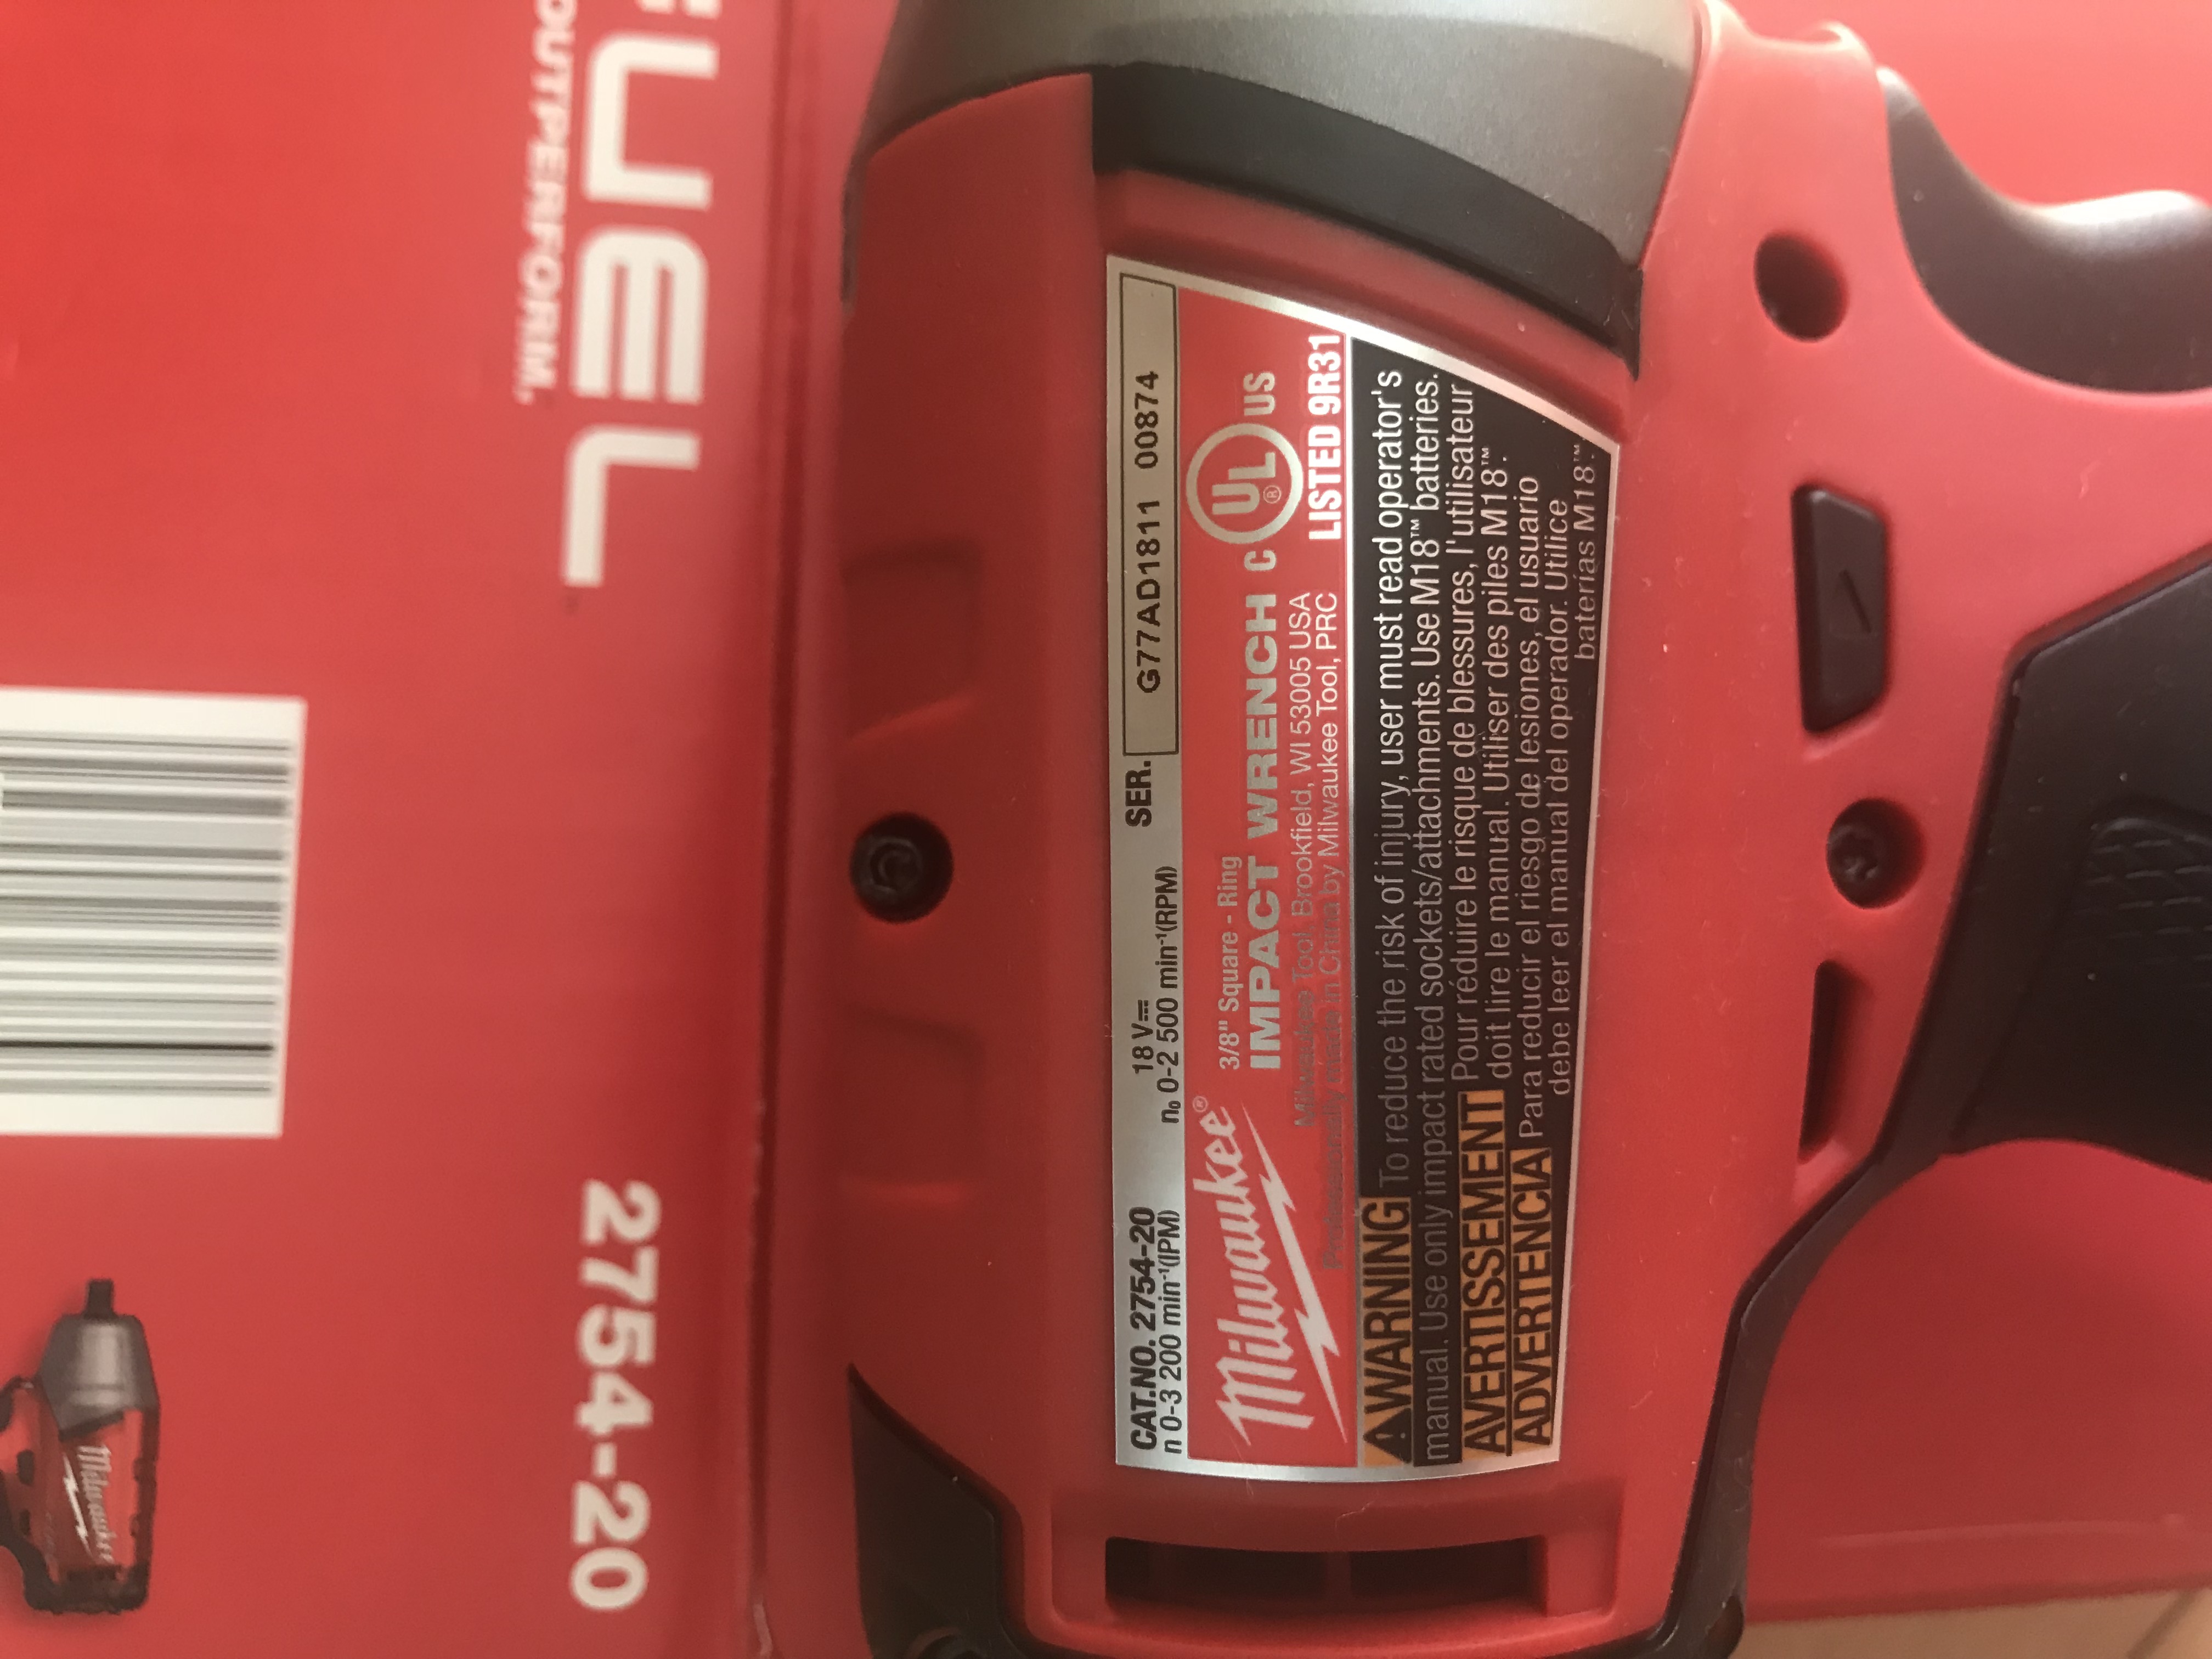 FUEL
OUTPERFORM.
2754-20
Milwaukee
CAT.NO. 2754-20 18 V⎓ SER. G77AD1811 00874
n 0-3 200 min⁻¹(IPM) n₀ 0-2 500 min⁻¹(RPM)
Milwaukee®
3/8" Square - Ring
IMPACT WRENCH
C UL® US
LISTED 9R31
Milwaukee Tool, Brookfield, WI 53005 USA
Professionally made in China by Milwaukee Tool, PRC
⚠WARNING To reduce the risk of injury, user must read operator's
manual. Use only impact rated sockets/attachments. Use M18™ batteries.
AVERTISSEMENT Pour réduire le risque de blessures, l'utilisateur
doit lire le manual. Utiliser des piles M18™.
ADVERTENCIA Para reducir el riesgo de lesiones, el usuario
debe leer el manual del operador. Utilice
baterías M18™.